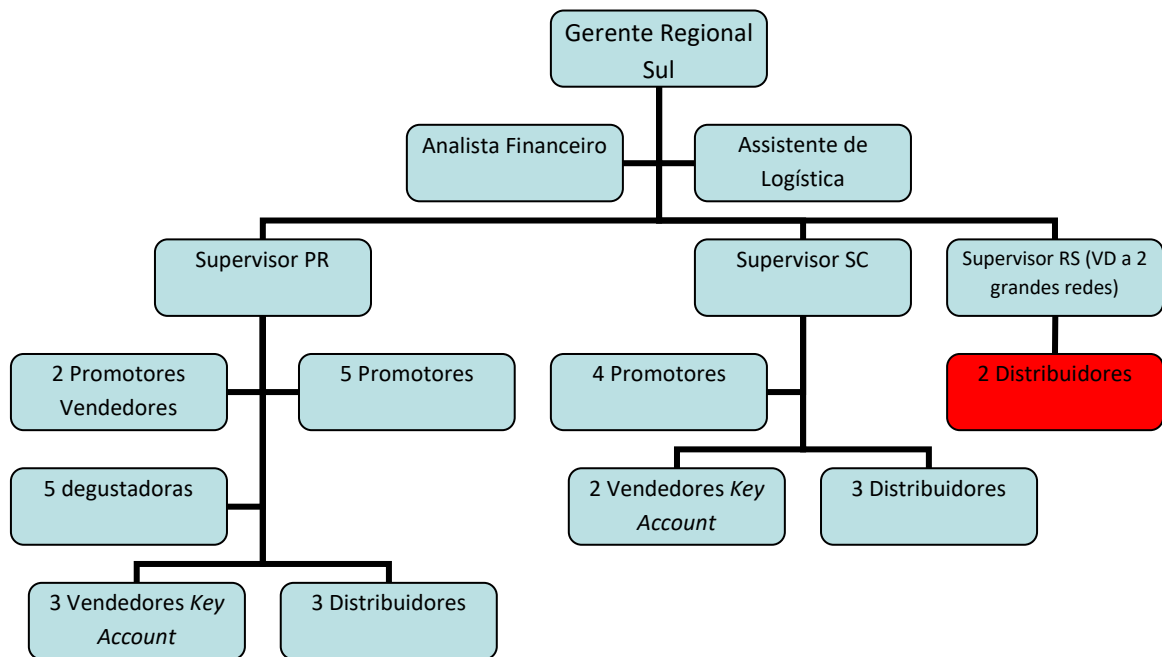 Gerente Regional
Sul
Analista Financeiro
Assistente de
Logística
Supervisor PR
Supervisor SC
Supervisor RS (VD a 2
grandes redes)
2 Promotores
Vendedores
5 Promotores
4 Promotores
2 Distribuidores
5 degustadoras
2 Vendedores Key
Account
3 Distribuidores
3 Vendedores Key
Account
3 Distribuidores